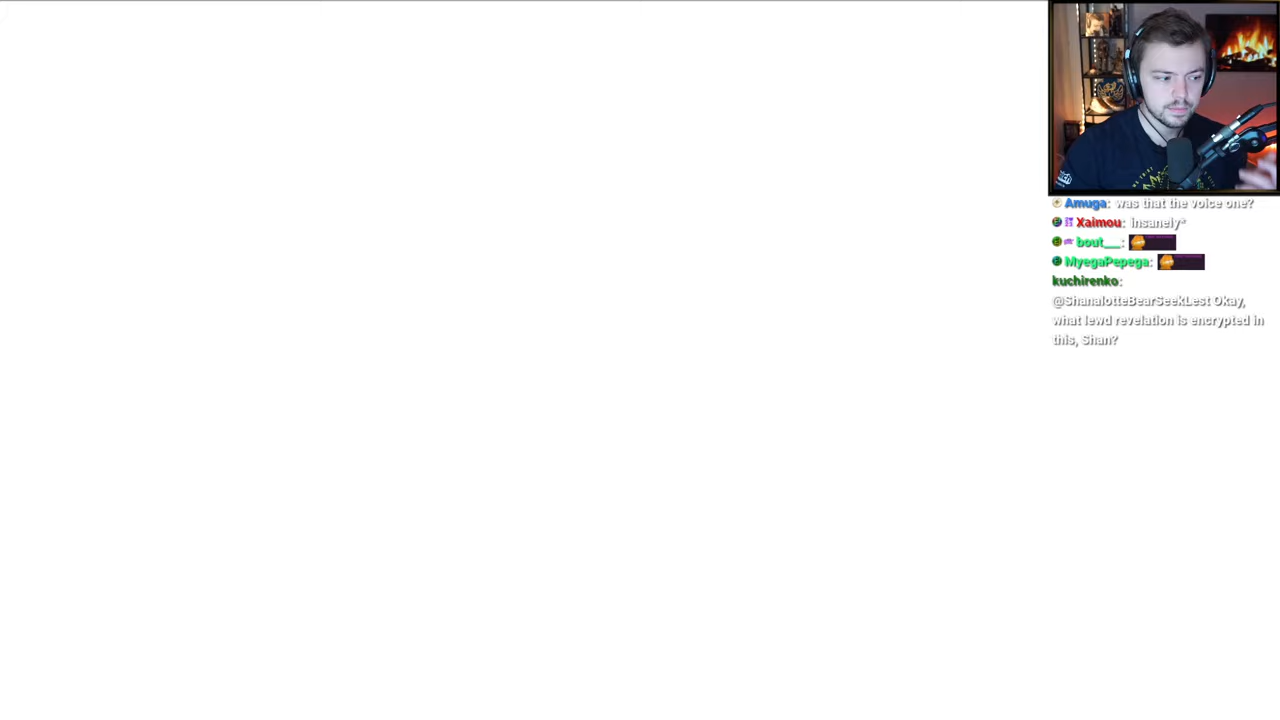 Amuga: was that the voice one?
Xaimou: insanely*
bout__:
MyegaPepega:
kuchirenko:
@ShanalotteBearSeekLest Okay,
what lewd revelation is encrypted in
this, Shan?